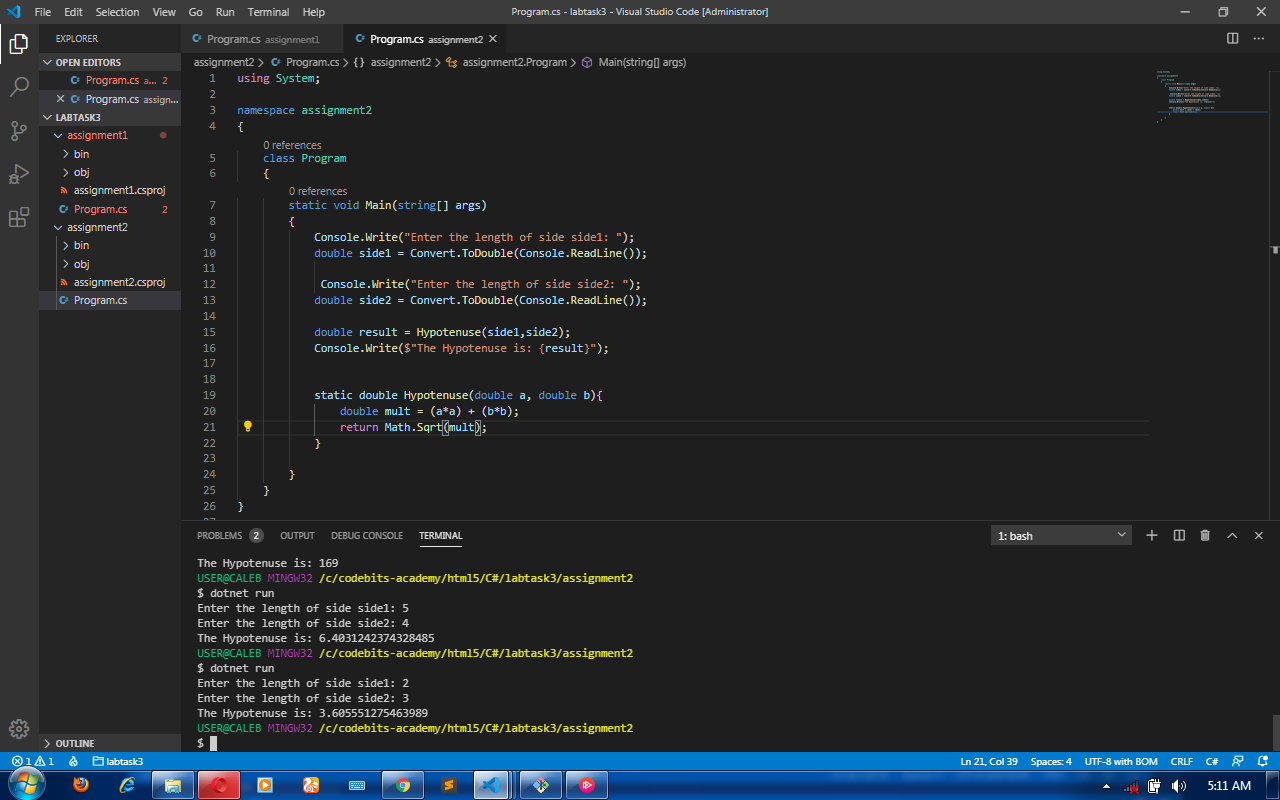 File Edit Selection View Go Run Terminal Help Program.cs - labtask3 - Visual Studio Code [Administrator]
EXPLORER
OPEN EDITORS
Program.cs a... 2
Program.cs assign...
LABTASK3
assignment1
bin
obj
assignment1.csproj
Program.cs 2
assignment2
bin
obj
assignment2.csproj
Program.cs
OUTLINE
Program.cs assignment1 Program.cs assignment2
assignment2 > Program.cs > {} assignment2 > assignment2.Program > Main(string[] args)
1 using System;
2
3 namespace assignment2
4 {
0 references
5 class Program
6 {
0 references
7 static void Main(string[] args)
8 {
9 Console.Write("Enter the length of side side1: ");
10 double side1 = Convert.ToDouble(Console.ReadLine());
11
12 Console.Write("Enter the length of side side2: ");
13 double side2 = Convert.ToDouble(Console.ReadLine());
14
15 double result = Hypotenuse(side1,side2);
16 Console.Write($"The Hypotenuse is: {result}");
17
18
19 static double Hypotenuse(double a, double b){
20 double mult = (a*a) + (b*b);
21 return Math.Sqrt(mult);
22 }
23
24 }
25 }
26 }
PROBLEMS 2 OUTPUT DEBUG CONSOLE TERMINAL 1: bash
The Hypotenuse is: 169
USER@CALEB MINGW32 /c/codebits-academy/html5/C#/labtask3/assignment2
$ dotnet run
Enter the length of side side1: 5
Enter the length of side side2: 4
The Hypotenuse is: 6.4031242374328485
USER@CALEB MINGW32 /c/codebits-academy/html5/C#/labtask3/assignment2
$ dotnet run
Enter the length of side side1: 2
Enter the length of side side2: 3
The Hypotenuse is: 3.605551275463989
USER@CALEB MINGW32 /c/codebits-academy/html5/C#/labtask3/assignment2
$
1 1 labtask3 Ln 21, Col 39 Spaces: 4 UTF-8 with BOM CRLF C#
5:11 AM